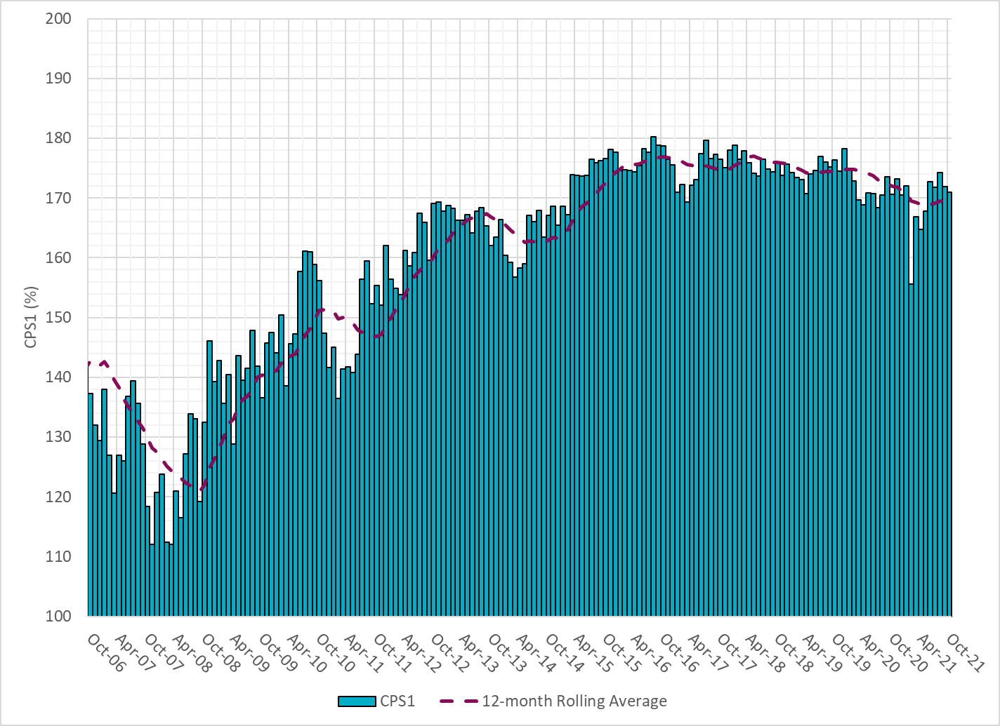 200
190
180
170
160
150
140
130
120
110
100
CPS1 (%)
Oct-06
Apr-07
Oct-07
Apr-08
Oct-08
Apr-09
Oct-09
Apr-10
Oct-10
Apr-11
Oct-11
Apr-12
Oct-12
Apr-13
Oct-13
Apr-14
Oct-14
Apr-15
Oct-15
Apr-16
Oct-16
Apr-17
Oct-17
Apr-18
Oct-18
Apr-19
Oct-19
Apr-20
Oct-20
Apr-21
Oct-21
CPS1
12-month Rolling Average